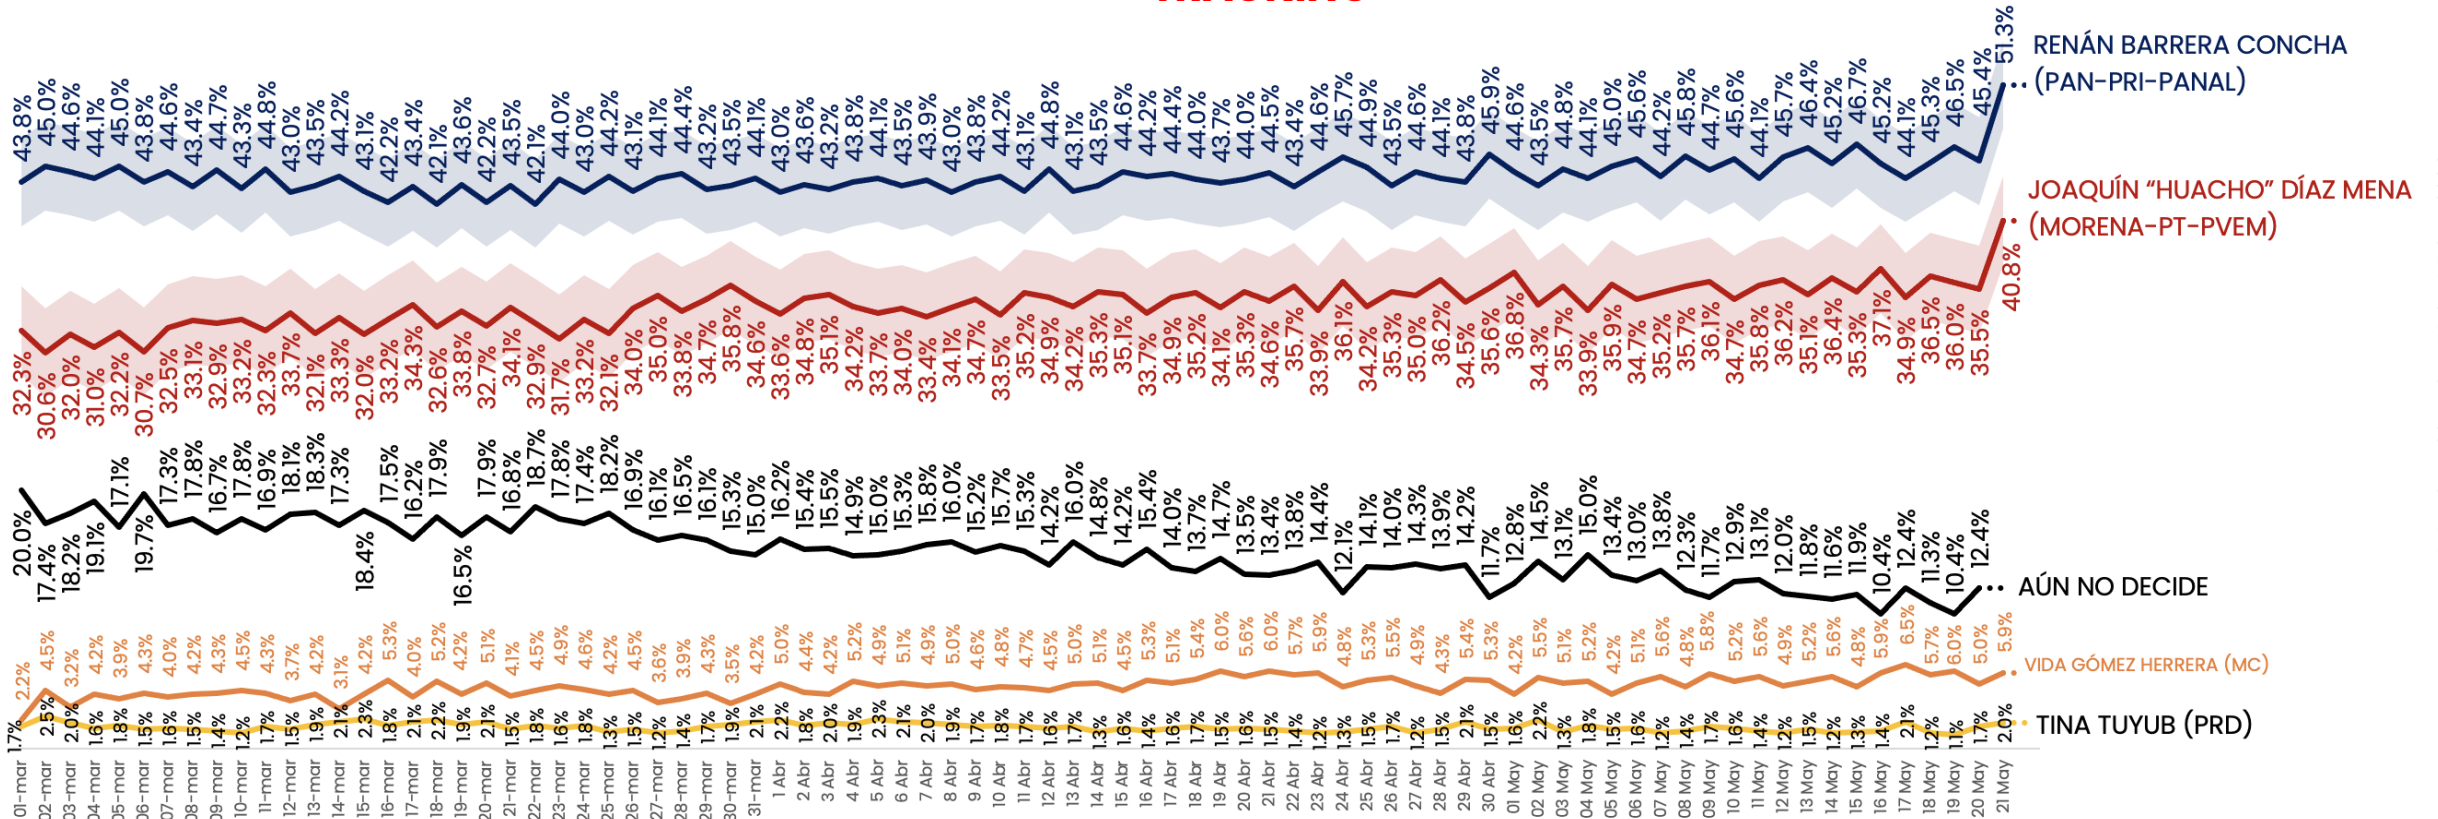 43.8% 45.0% 44.6% 44.1% 45.0% 43.8% 44.6% 43.4% 44.7% 43.3% 44.8% 43.0% 43.5% 44.2% 43.1% 42.2% 43.4% 42.1% 43.6% 42.2% 43.5% 42.1% 44.0% 43.0% 44.2% 43.1% 44.1% 44.4% 43.2% 43.5% 44.1% 43.0% 43.6% 43.2% 43.8% 44.1% 43.5% 43.9% 43.0% 43.8% 44.2% 43.1% 44.8% 43.1% 43.5% 44.6% 44.2% 44.4% 44.0% 43.7% 44.0% 44.5% 43.4% 44.6% 45.7% 44.9% 43.5% 44.6% 44.1% 43.8% 45.9% 44.6% 43.5% 44.8% 44.1% 45.0% 45.6% 44.2% 45.8% 44.7% 45.6% 44.1% 45.7% 46.4% 45.2% 46.7% 45.2% 44.1% 45.3% 46.5% 45.4% 51.3%
RENÁN BARRERA CONCHA
(PAN-PRI-PANAL)
32.3% 30.6% 32.0% 31.0% 32.2% 30.7% 32.5% 33.1% 32.9% 33.2% 32.3% 33.7% 32.1% 33.3% 32.0% 33.2% 34.3% 32.6% 33.8% 32.7% 34.1% 32.9% 31.7% 33.2% 32.1% 34.0% 35.0% 33.8% 34.7% 35.8% 34.6% 33.6% 34.8% 35.1% 34.2% 33.7% 34.0% 33.4% 34.1% 34.7% 33.5% 35.2% 34.9% 34.2% 35.3% 35.1% 33.7% 34.9% 35.2% 34.1% 35.3% 34.6% 35.7% 33.9% 36.1% 34.2% 35.3% 35.0% 36.2% 34.5% 35.6% 36.8% 34.3% 35.7% 33.9% 35.9% 34.7% 35.2% 35.7% 36.1% 34.7% 35.8% 36.2% 35.1% 36.4% 35.3% 37.1% 34.9% 36.5% 36.0% 35.5% 40.8%
JOAQUÍN “HUACHO” DÍAZ MENA
(MORENA-PT-PVEM)
20.0% 17.4% 18.2% 19.1% 17.1% 19.7% 17.3% 17.8% 16.7% 17.8% 16.9% 18.1% 18.3% 17.3% 18.4% 17.5% 16.2% 17.9% 16.5% 17.9% 16.8% 18.7% 17.8% 17.4% 18.2% 16.9% 16.1% 16.5% 16.1% 15.3% 15.0% 16.2% 15.4% 15.5% 14.9% 15.0% 15.3% 15.8% 16.0% 15.2% 15.7% 15.3% 14.2% 16.0% 14.8% 14.2% 15.4% 14.0% 13.7% 14.7% 13.5% 13.4% 13.8% 14.4% 12.1% 14.1% 14.0% 14.3% 13.9% 14.2% 11.7% 12.8% 14.5% 13.1% 15.0% 13.4% 13.0% 13.8% 12.3% 11.7% 12.9% 13.1% 12.0% 11.8% 11.6% 11.9% 10.4% 12.4% 11.3% 10.4% 12.4%
AÚN NO DECIDE
2.2% 4.5% 3.2% 4.2% 3.9% 4.3% 4.0% 4.2% 4.3% 4.5% 4.3% 3.7% 4.2% 3.1% 4.2% 5.3% 4.0% 5.2% 4.2% 5.1% 4.1% 4.5% 4.9% 4.6% 4.2% 4.5% 3.6% 3.9% 4.3% 3.5% 4.2% 5.0% 4.4% 4.2% 5.2% 4.9% 5.1% 4.9% 5.0% 4.6% 4.8% 4.7% 4.5% 5.0% 5.1% 4.5% 5.3% 5.1% 5.4% 6.0% 5.6% 6.0% 5.7% 5.9% 4.8% 5.3% 5.5% 4.9% 4.3% 5.4% 5.3% 4.2% 5.5% 5.1% 5.2% 4.2% 5.1% 5.6% 4.8% 5.8% 5.2% 5.6% 4.9% 5.2% 5.6% 4.8% 5.9% 6.5% 5.7% 6.0% 5.0% 5.9%
VIDA GÓMEZ HERRERA (MC)
1.7% 2.5% 2.0% 1.6% 1.8% 1.5% 1.6% 1.5% 1.4% 1.2% 1.7% 1.5% 1.9% 2.1% 2.3% 1.8% 2.1% 2.2% 1.9% 2.1% 1.5% 1.8% 1.6% 1.8% 1.3% 1.5% 1.2% 1.4% 1.7% 1.9% 2.1% 2.2% 1.8% 2.0% 1.9% 2.3% 2.1% 2.0% 1.9% 1.7% 1.8% 1.7% 1.6% 1.7% 1.3% 1.6% 1.4% 1.6% 1.7% 1.5% 1.6% 1.5% 1.4% 1.2% 1.3% 1.5% 1.7% 1.2% 1.5% 2.1% 1.5% 1.6% 2.2% 1.3% 1.8% 1.5% 1.6% 1.2% 1.4% 1.7% 1.6% 1.4% 1.2% 1.5% 1.2% 1.3% 1.4% 2.1% 1.2% 1.1% 1.7% 2.0%
TINA TUYUB (PRD)
01-mar 02-mar 03-mar 04-mar 05-mar 06-mar 07-mar 08-mar 09-mar 10-mar 11-mar 12-mar 13-mar 14-mar 15-mar 16-mar 17-mar 18-mar 19-mar 20-mar 21-mar 22-mar 23-mar 24-mar 25-mar 26-mar 27-mar 28-mar 29-mar 30-mar 31-mar 1 Abr 2 Abr 3 Abr 4 Abr 5 Abr 6 Abr 7 Abr 8 Abr 9 Abr 10 Abr 11 Abr 12 Abr 13 Abr 14 Abr 15 Abr 16 Abr 17 Abr 18 Abr 19 Abr 20 Abr 21 Abr 22 Abr 23 Abr 24 Abr 25 Abr 26 Abr 27 Abr 28 Abr 29 Abr 30 Abr 01 May 02 May 03 May 04 May 05 May 06 May 07 May 08 May 09 May 10 May 11 May 12 May 13 May 14 May 15 May 16 May 17 May 18 May 19 May 20 May 21 May